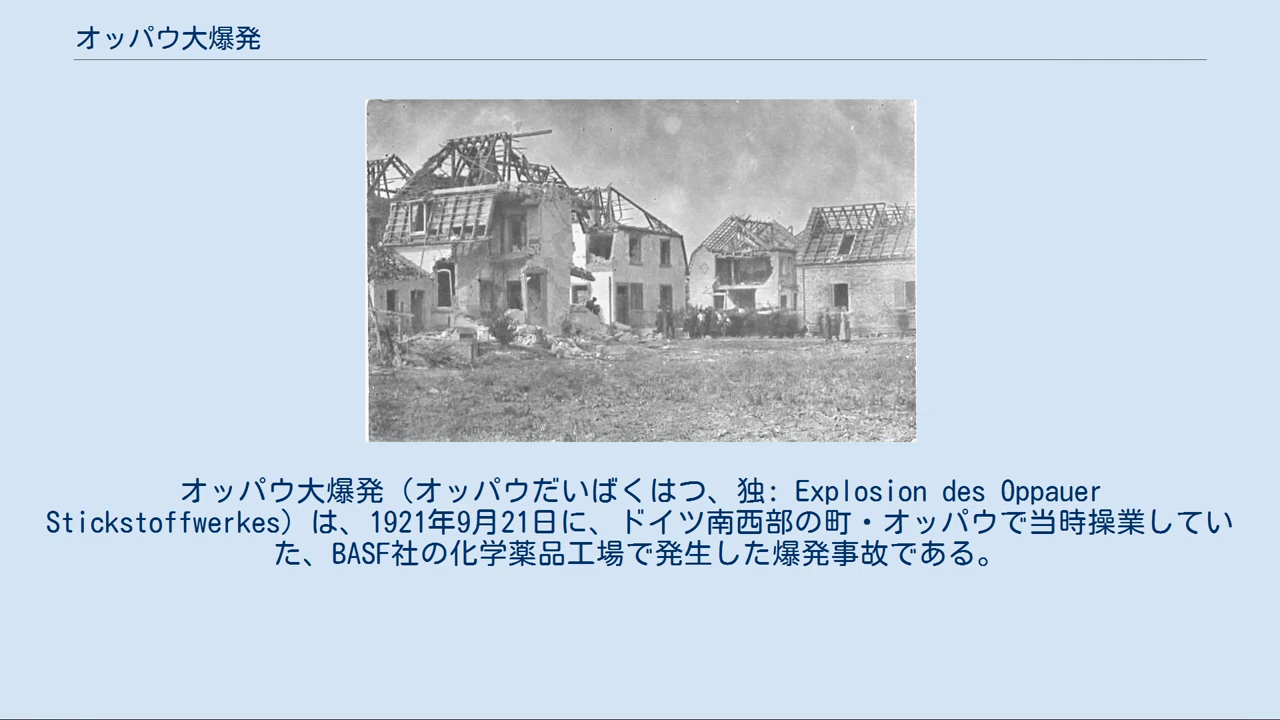 オッパウ大爆発
オッパウ大爆発（オッパウだいばくはつ、独: Explosion des Oppauer
Stickstoffwerkes）は、1921年9月21日に、ドイツ南西部の町・オッパウで当時操業してい
た、BASF社の化学薬品工場で発生した爆発事故である。